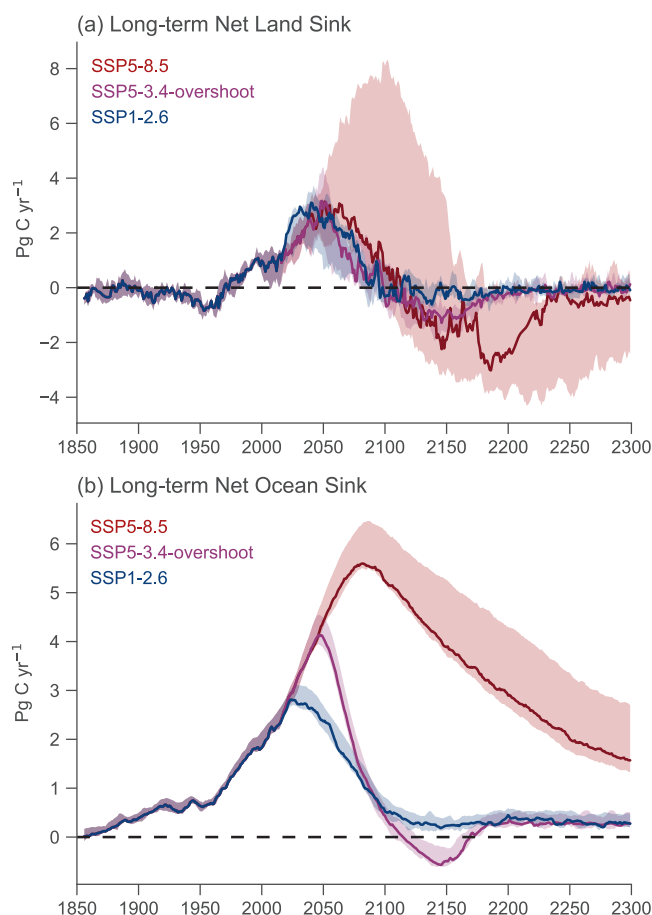 (a) Long-term Net Land Sink
SSP5-8.5
SSP5-3.4-overshoot
SSP1-2.6
Pg C yr⁻¹
8
6
4
2
0
−2
−4
1850 1900 1950 2000 2050 2100 2150 2200 2250 2300
(b) Long-term Net Ocean Sink
SSP5-8.5
SSP5-3.4-overshoot
SSP1-2.6
Pg C yr⁻¹
6
5
4
3
2
1
0
1850 1900 1950 2000 2050 2100 2150 2200 2250 2300